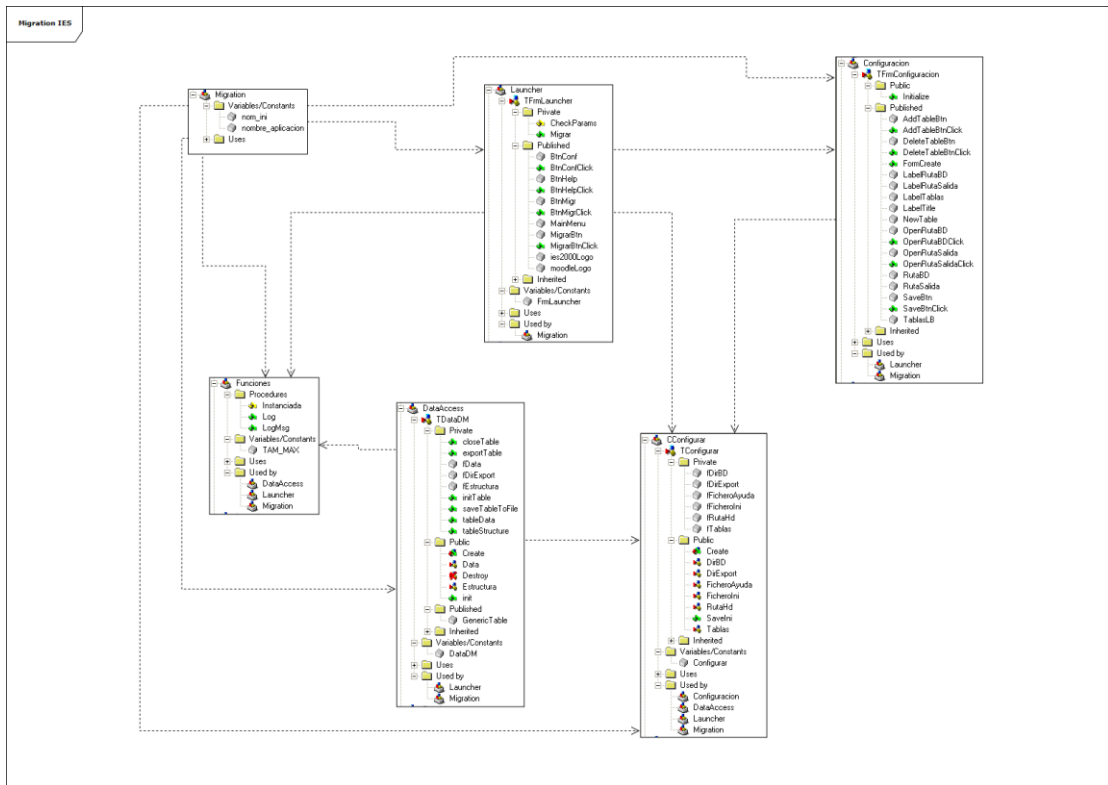 Migration IES
Migration
Variables/Constants
nom_ini
nombre_aplicacion
Uses
Launcher
TFrmLauncher
Private
CheckParams
Migrar
Published
BtnConf
BtnConfClick
BtnHelp
BtnHelpClick
BtnMigr
BtnMigrClick
MainMenu
MigrarBtn
MigrarBtnClick
ies2000Logo
moodleLogo
Inherited
Variables/Constants
FrmLauncher
Uses
Used by
Migration
Configuracion
TFrmConfiguracion
Public
Initialize
Published
AddTableBtn
AddTableBtnClick
DeleteTableBtn
DeleteTableBtnClick
FormCreate
LabelRutaBD
LabelRutaSalida
LabelTablas
LabelTitle
NewTable
OpenRutaBD
OpenRutaBDClick
OpenRutaSalida
OpenRutaSalidaClick
RutaBD
RutaSalida
SaveBtn
SaveBtnClick
TablasLB
Inherited
Uses
Used by
Launcher
Migration
Funciones
Procedures
Instanciada
Log
LogMsg
Variables/Constants
TAM_MAX
Uses
Used by
DataAccess
Launcher
Migration
DataAccess
TDataDM
Private
closeTable
exportTable
fData
fDirExport
fEstructura
initTable
saveTableToFile
tableData
tableStructure
Public
Create
Data
Destroy
Estructura
init
Published
GenericTable
Inherited
Variables/Constants
DataDM
Uses
Used by
Launcher
Migration
CConfigurar
TConfigurar
Private
fDirBD
fDirExport
fFicheroAyuda
fFicheroIni
fRutaHd
fTablas
Public
Create
DirBD
DirExport
FicheroAyuda
FicheroIni
RutaHd
SaveIni
Tablas
Inherited
Variables/Constants
Configurar
Uses
Used by
Configuracion
DataAccess
Launcher
Migration